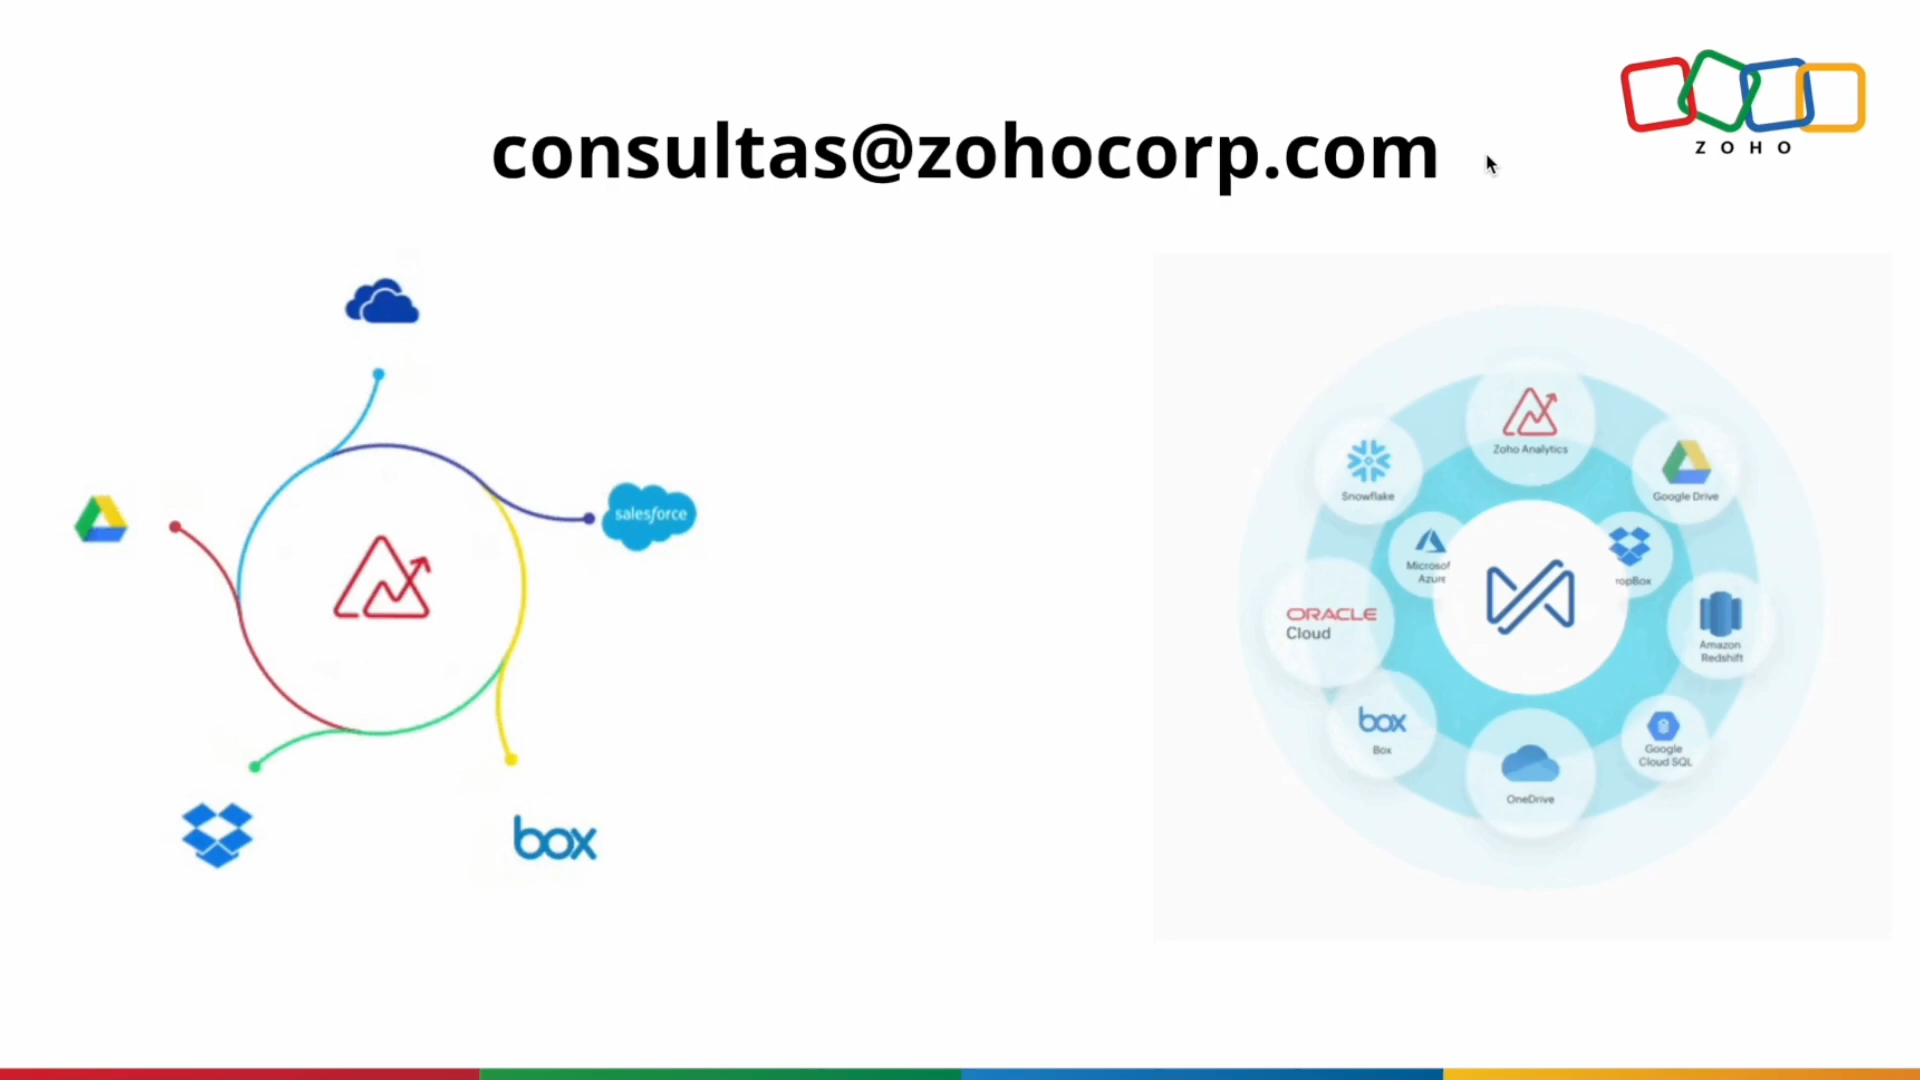 consultas@zohocorp.com
ZOHO
salesforce
box
Zoho Analytics
Snowflake
Google Drive
Microsof
Azure
ropBox
ORACLE
Cloud
Amazon
Redshift
box
Box
Google
Cloud SQL
OneDrive